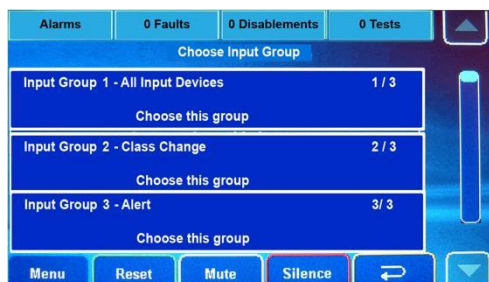 Alarms 0 Faults 0 Disablements 0 Tests
Choose Input Group
Input Group 1 - All Input Devices 1 / 3
Choose this group
Input Group 2 - Class Change 2 / 3
Choose this group
Input Group 3 - Alert 3/ 3
Choose this group
Menu Reset Mute Silence